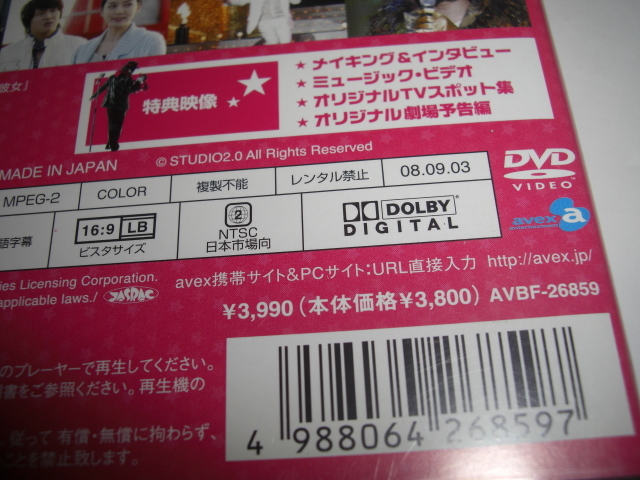 彼女」
特典映像
★ メイキング&インタビュー
★ ミュージック・ビデオ
★ オリジナルTVスポット集
★ オリジナル劇場予告編
MADE IN JAPAN
© STUDIO2.0 All Rights Reserved.
MPEG-2
COLOR
複製不能
レンタル禁止
08.09.03
DVD
VIDEO
語字幕
16:9 LB
ビスタサイズ
2
NTSC
日本市場向
DOLBY
DIGITAL
avex
a
ies Licensing Corporation.
applicable laws./
JASRAC
avex携帯サイト&PCサイト:URL直接入力 http://avex.jp/
¥3,990(本体価格¥3,800) AVBF-26859
のプレーヤーで再生してください。
書をご参照ください。再生機の
、従って 有償・無償に拘わらず、
ることを禁止致します。
4 988064 268597